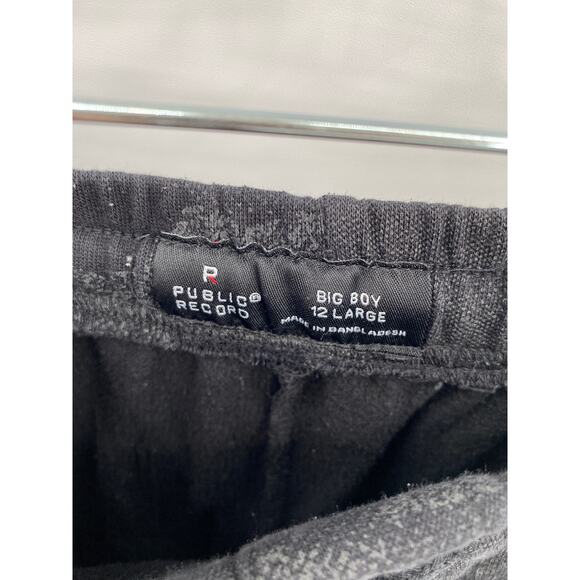 R
PUBLIC®
RECORD
BIG BOY
12 LARGE
MADE IN BANGLADESH